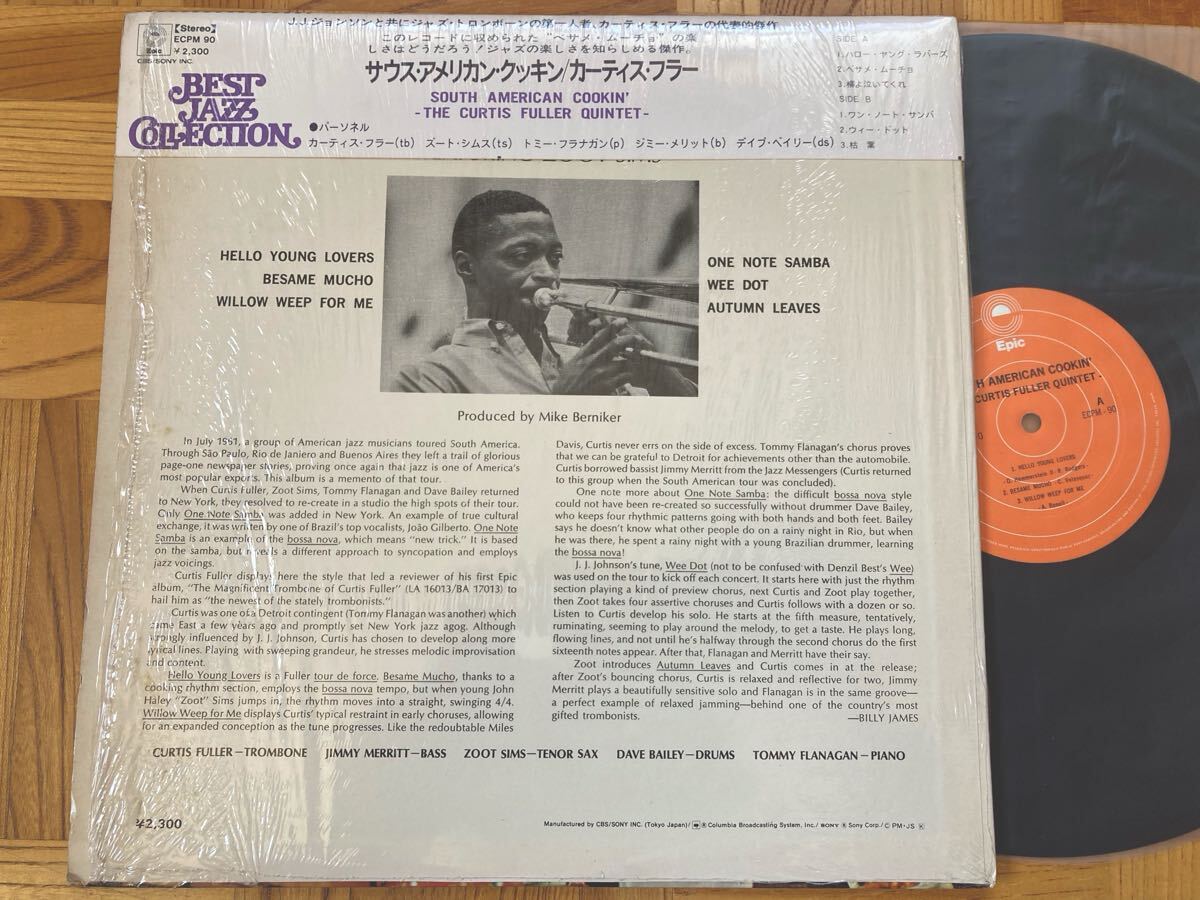 J.J.ジョンソンと共にジャズ・トロンボーンの第一人者、カーティス・フラーの代表的傑作
このレコードに収められた“ベサメ・ムーチョ”の楽
しさはどうだろう！ジャズの楽しさを知らしめる傑作。
Epic
CBS/SONY INC.
【Stereo】
ECPM 90
¥2,300
BEST
JAZZ
COLLECTION
サウス・アメリカン・クッキン/カーティス・フラー
SOUTH AMERICAN COOKIN'
-THE CURTIS FULLER QUINTET-
●パーソネル
カーティス・フラー(tb) ズート・シムス(ts) トミー・フラナガン(p) ジミー・メリット(b) デイブ・ベイリー(ds)
SIDE A
1.ハロー・ヤング・ラバーズ
2.ベサメ・ムーチョ
3.柳よ泣いてくれ
SIDE B
1.ワン・ノート・サンバ
2.ウィー・ドット
3.枯葉
HELLO YOUNG LOVERS
BESAME MUCHO
WILLOW WEEP FOR ME
ONE NOTE SAMBA
WEE DOT
AUTUMN LEAVES
Produced by Mike Berniker
In July 1961, a group of American jazz musicians toured South America.
Through São Paulo, Rio de Janiero and Buenos Aires they left a trail of glorious
page-one newspaper stories, proving once again that jazz is one of America's
most popular exports. This album is a memento of that tour.
When Curtis Fuller, Zoot Sims, Tommy Flanagan and Dave Bailey returned
to New York, they resolved to re-create in a studio the high spots of their tour.
Only One Note Samba was added in New York. An example of true cultural
exchange, it was written by one of Brazil's top vocalists, João Gilberto. One Note
Samba is an example of the bossa nova, which means "new trick." It is based
on the samba, but reveals a different approach to syncopation and employs
jazz voicings.
Curtis Fuller displays here the style that led a reviewer of his first Epic
album, "The Magnificent Trombone of Curtis Fuller" (LA 16013/BA 17013) to
hail him as "the newest of the stately trombonists."
Curtis was one of a Detroit contingent (Tommy Flanagan was another) which
came East a few years ago and promptly set New York jazz agog. Although
strongly influenced by J. J. Johnson, Curtis has chosen to develop along more
lyrical lines. Playing with sweeping grandeur, he stresses melodic improvisation
and content.
Hello Young Lovers is a Fuller tour de force. Besame Mucho, thanks to a
cooking rhythm section, employs the bossa nova tempo, but when young John
Haley "Zoot" Sims jumps in, the rhythm moves into a straight, swinging 4/4.
Willow Weep for Me displays Curtis' typical restraint in early choruses, allowing
for an expanded conception as the tune progresses. Like the redoubtable Miles
Davis, Curtis never errs on the side of excess. Tommy Flanagan's chorus proves
that we can be grateful to Detroit for achievements other than the automobile.
Curtis borrowed bassist Jimmy Merritt from the Jazz Messengers (Curtis returned
to this group when the South American tour was concluded).
One note more about One Note Samba: the difficult bossa nova style
could not have been re-created so successfully without drummer Dave Bailey,
who keeps four rhythmic patterns going with both hands and both feet. Bailey
says he doesn't know what other people do on a rainy night in Rio, but when
he was there, he spent a rainy night with a young Brazilian drummer, learning
the bossa nova!
J. J. Johnson's tune, Wee Dot (not to be confused with Denzil Best's Wee)
was used on the tour to kick off each concert. It starts here with just the rhythm
section playing a kind of preview chorus, next Curtis and Zoot play together,
then Zoot takes four assertive choruses and Curtis follows with a dozen or so.
Listen to Curtis develop his solo. He starts at the fifth measure, tentatively,
ruminating, seeming to play around the melody, to get a taste. He plays long,
flowing lines, and not until he's halfway through the second chorus do the first
sixteenth notes appear. After that, Flanagan and Merritt have their say.
Zoot introduces Autumn Leaves and Curtis comes in at the release;
after Zoot's bouncing chorus, Curtis is relaxed and reflective for two, Jimmy
Merritt plays a beautifully sensitive solo and Flanagan is in the same groove—
a perfect example of relaxed jamming—behind one of the country's most
gifted trombonists.
—BILLY JAMES
CURTIS FULLER—TROMBONE JIMMY MERRITT—BASS ZOOT SIMS—TENOR SAX DAVE BAILEY—DRUMS TOMMY FLANAGAN—PIANO
¥2,300
Manufactured by CBS/SONY INC. (Tokyo Japan)/ ® Columbia Broadcasting System, Inc./ SONY ® Sony Corp./ © PM•JS
Epic
H AMERICAN COOKIN'
CURTIS FULLER QUINTET -
A
ECPM-90
1. HELLO YOUNG LOVERS
2. BESAME MUCHO
3. WILLOW WEEP FOR ME